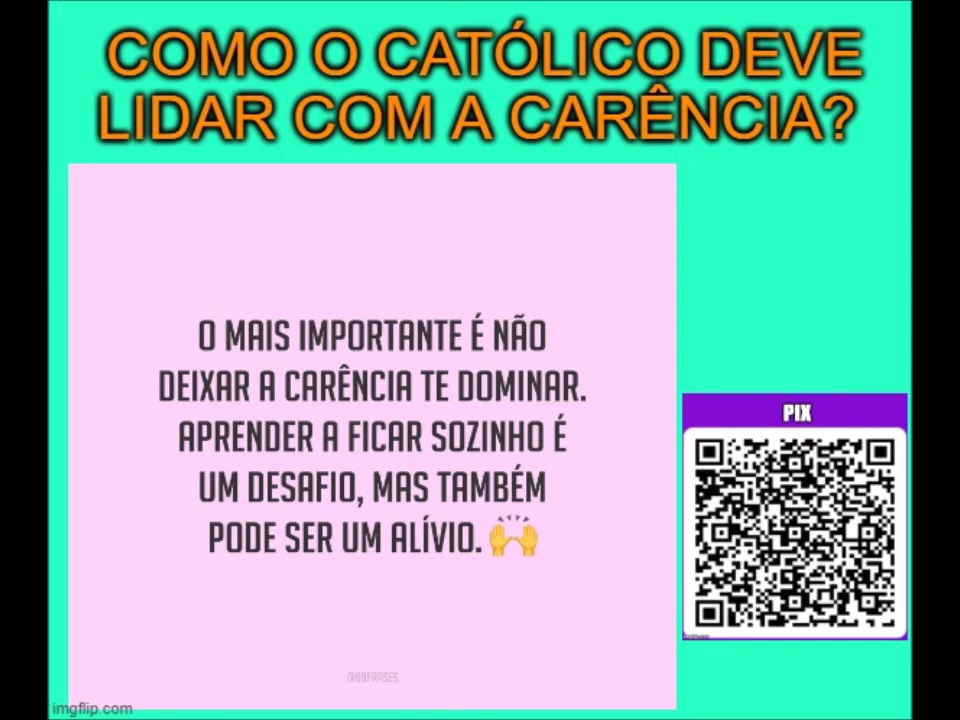 COMO O CATÓLICO DEVE
LIDAR COM A CARÊNCIA?
O MAIS IMPORTANTE É NÃO
DEIXAR A CARÊNCIA TE DOMINAR.
APRENDER A FICAR SOZINHO É
UM DESAFIO, MAS TAMBÉM
PODE SER UM ALÍVIO. 🙌
PIX
imgflip.com